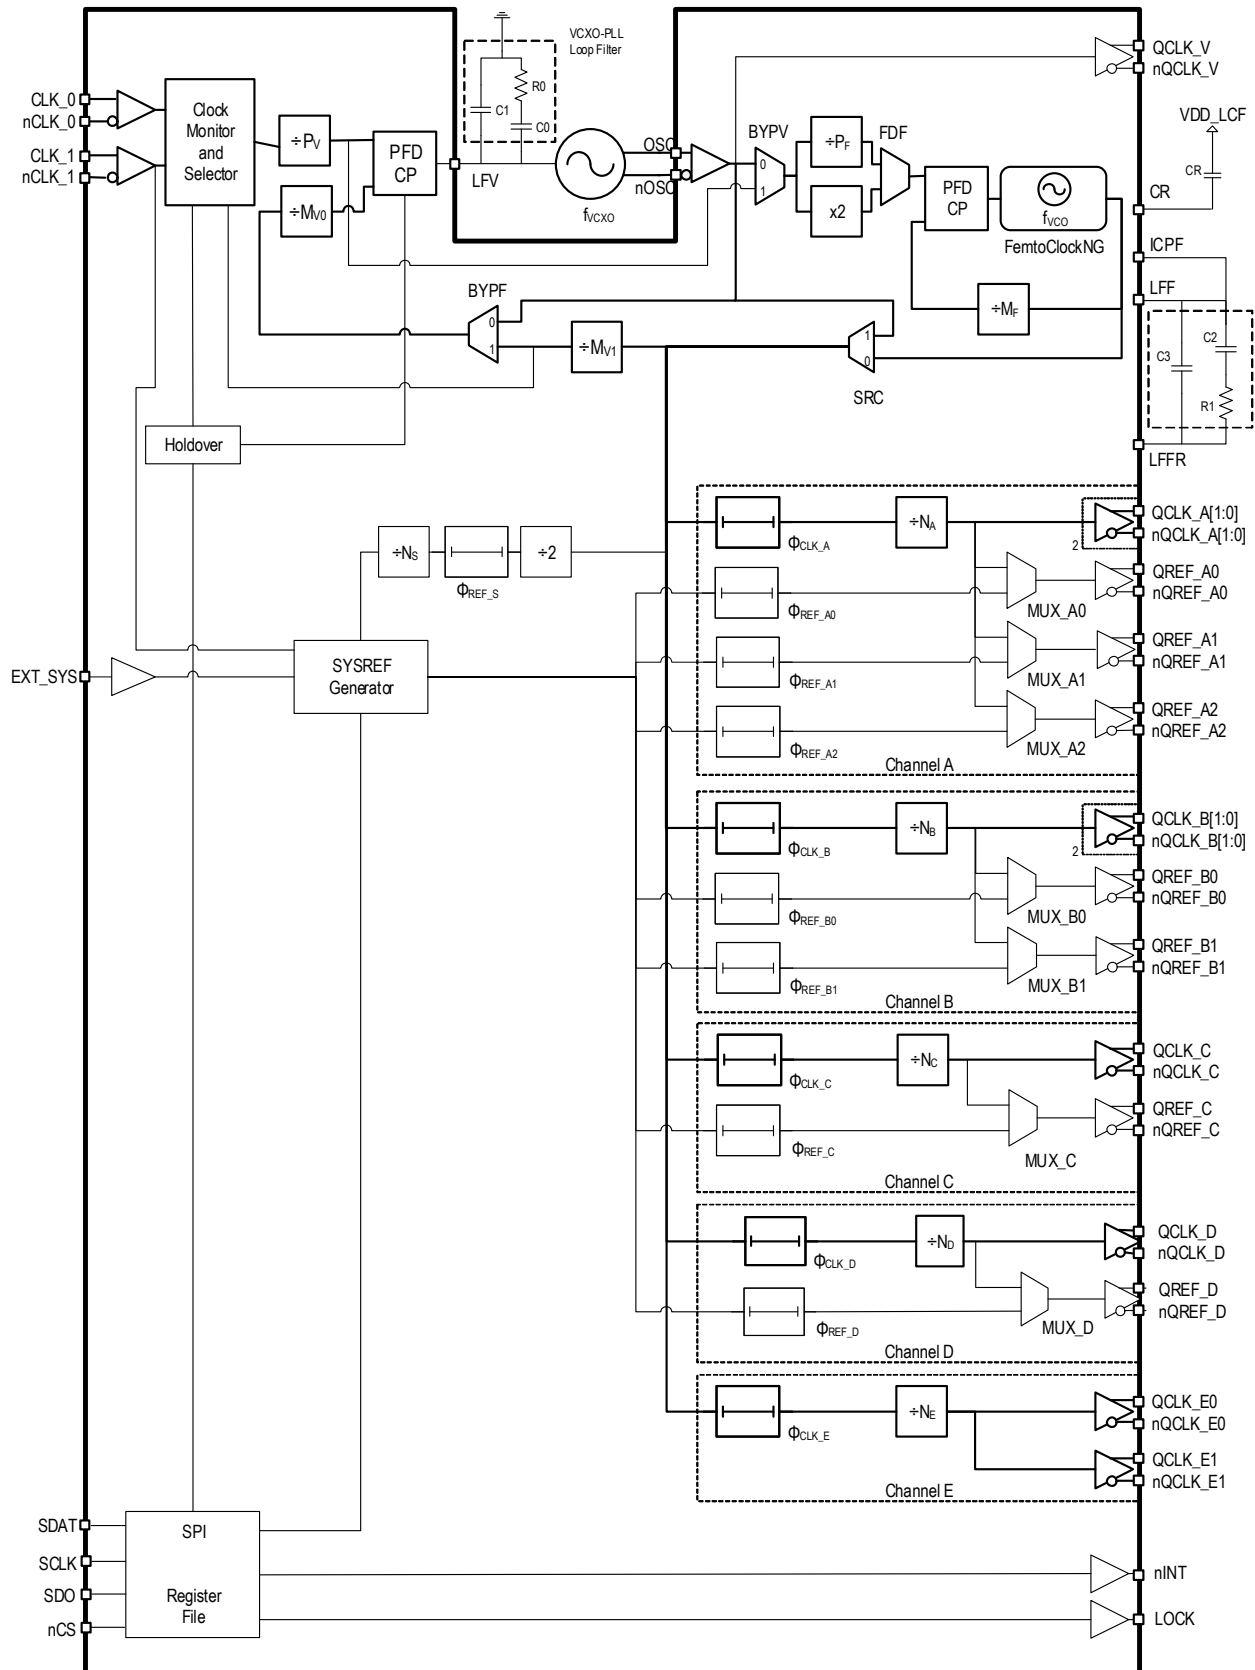 VCXO-PLL
Loop Filter
R0
C1
C0
QCLK_V
nQCLK_V
CLK_0
nCLK_0
CLK_1
nCLK_1
Clock
Monitor
and
Selector
÷PV
PFD
CP
÷MV0
LFV
fVCXO
OSC
nOSC
BYPV
0
1
÷PF
x2
FDF
PFD
CP
fVCO
FemtoClockNG
VDD_LCF
CR
CR
ICPF
LFF
÷MF
BYPF
0
1
÷MV1
1
0
SRC
C3
C2
R1
LFFR
Holdover
÷NS
ΦREF_S
÷2
EXT_SYS
SYSREF
Generator
ΦCLK_A
÷NA
2
QCLK_A[1:0]
nQCLK_A[1:0]
ΦREF_A0
MUX_A0
QREF_A0
nQREF_A0
ΦREF_A1
MUX_A1
QREF_A1
nQREF_A1
ΦREF_A2
MUX_A2
QREF_A2
nQREF_A2
Channel A
ΦCLK_B
÷NB
2
QCLK_B[1:0]
nQCLK_B[1:0]
ΦREF_B0
MUX_B0
QREF_B0
nQREF_B0
ΦREF_B1
MUX_B1
QREF_B1
nQREF_B1
Channel B
ΦCLK_C
÷NC
QCLK_C
nQCLK_C
ΦREF_C
MUX_C
QREF_C
nQREF_C
Channel C
ΦCLK_D
÷ND
QCLK_D
nQCLK_D
ΦREF_D
MUX_D
QREF_D
nQREF_D
Channel D
ΦCLK_E
÷NE
QCLK_E0
nQCLK_E0
QCLK_E1
nQCLK_E1
Channel E
SDAT
SCLK
SDO
nCS
SPI
Register
File
nINT
LOCK